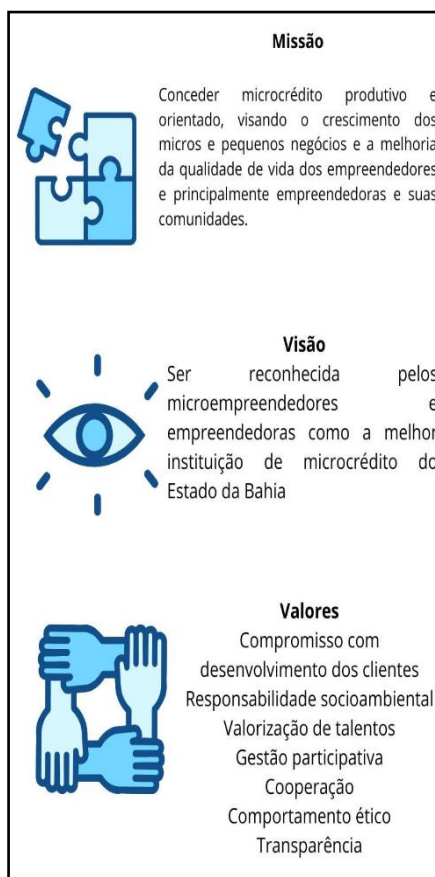 Missão
Conceder microcrédito produtivo e
orientado, visando o crescimento dos
micros e pequenos negócios e a melhoria
da qualidade de vida dos empreendedores
e principalmente empreendedoras e suas
comunidades.
Visão
Ser reconhecida pelos
microempreendedores e
empreendedoras como a melhor
instituição de microcrédito do
Estado da Bahia
Valores
Compromisso com
desenvolvimento dos clientes
Responsabilidade socioambiental
Valorização de talentos
Gestão participativa
Cooperação
Comportamento ético
Transparência